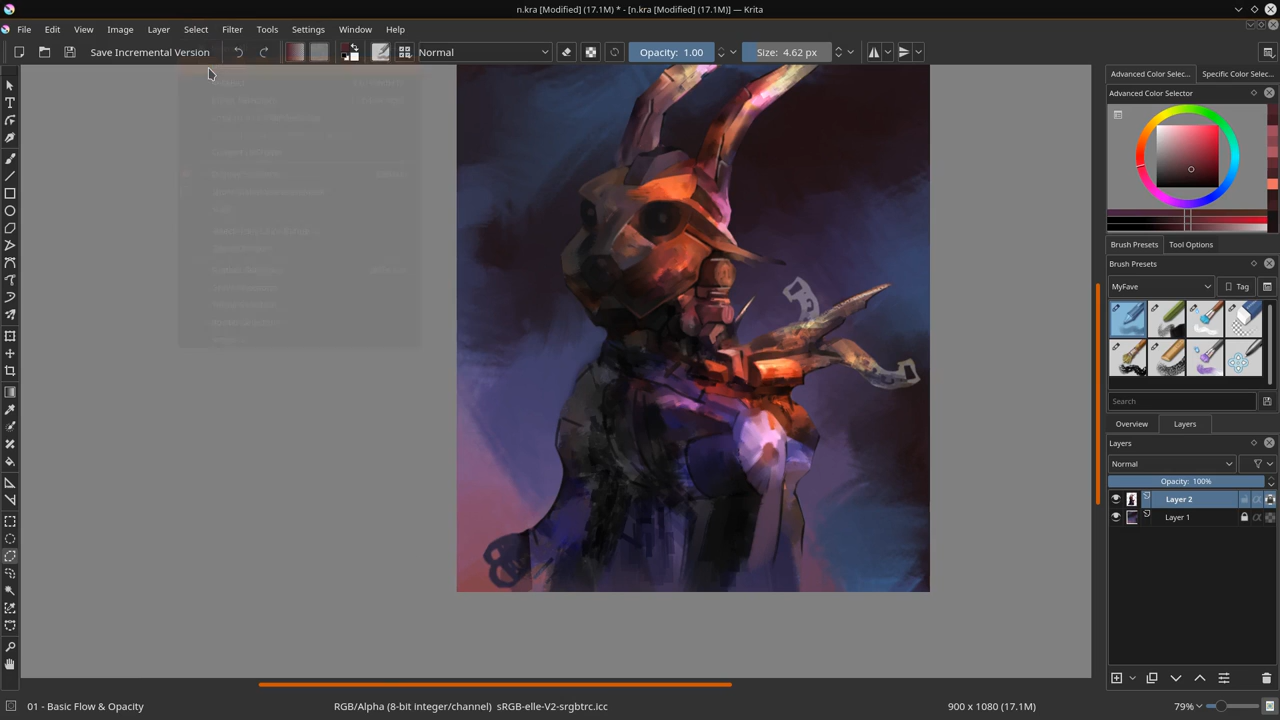 n.kra [Modified] (17.1M) * - [n.kra [Modified] (17.1M)] — Krita
File Edit View Image Layer Select Filter Tools Settings Window Help
Save Incremental Version Normal Opacity: 1.00 Size: 4.62 px
Advanced Color Selec... Specific Color Selec...
Advanced Color Selector
Brush Presets Tool Options
Brush Presets
MyFave Tag
Search
Overview Layers
Layers
Normal
Opacity: 100%
Layer 2
Layer 1
01 - Basic Flow & Opacity RGB/Alpha (8-bit integer/channel) sRGB-elle-V2-srgbtrc.icc 900 x 1080 (17.1M) 79%